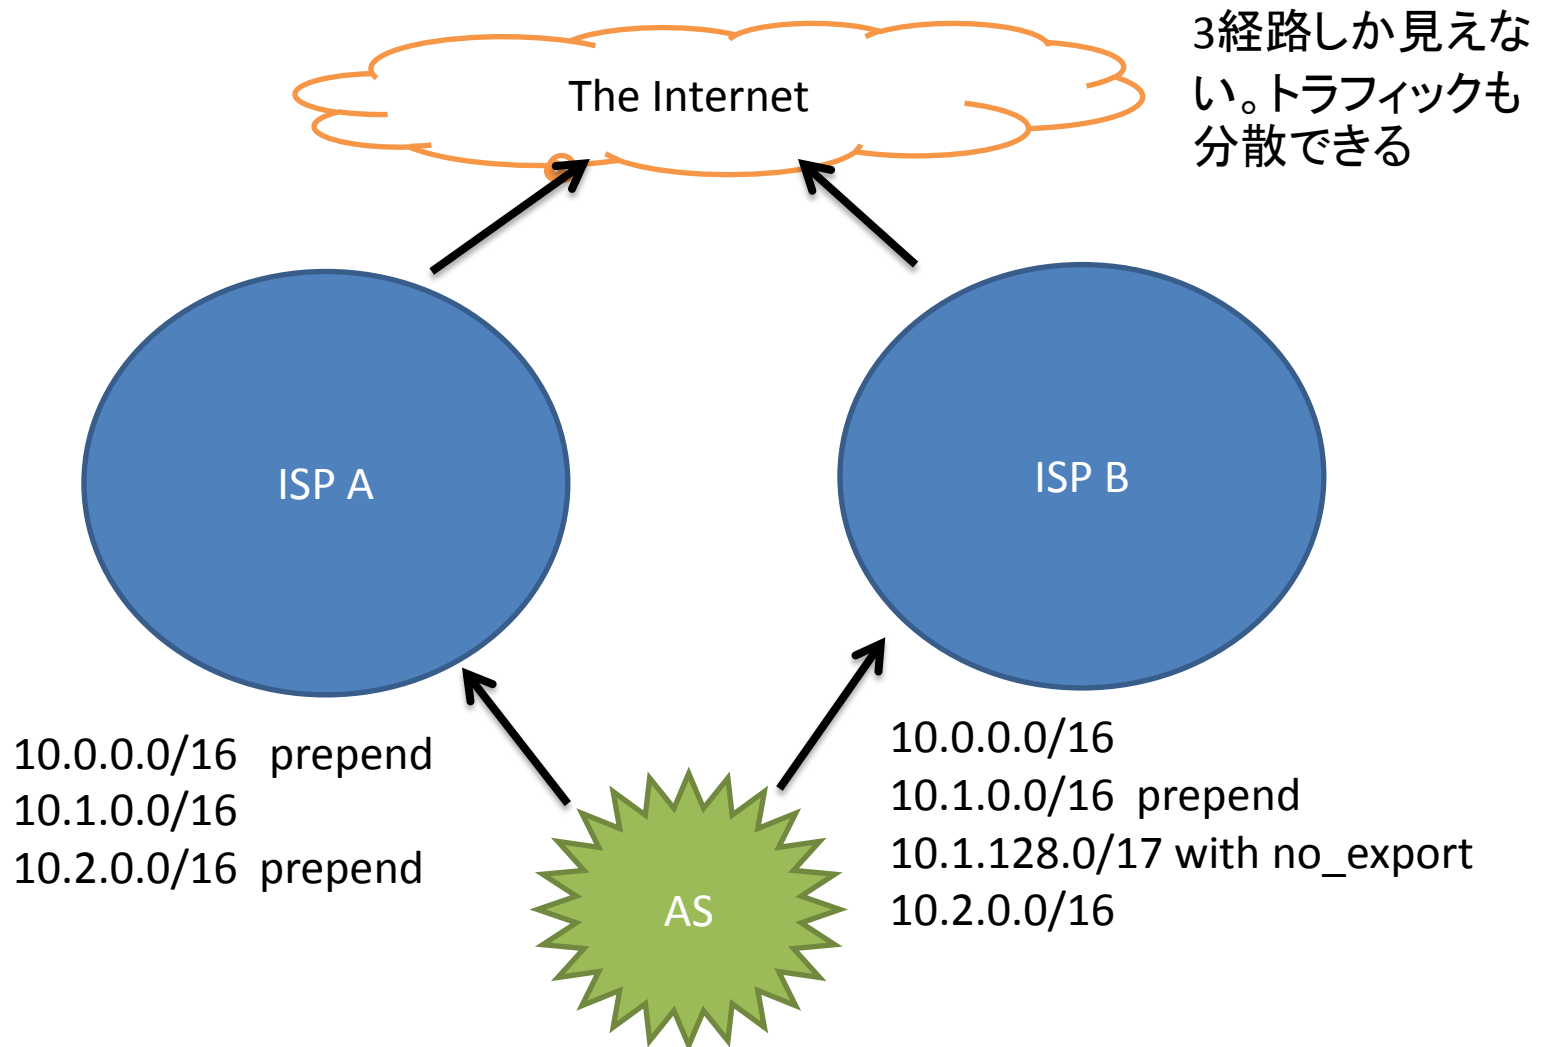 3経路しか見えな
い。トラフィックも
分散できる
The Internet
ISP A
ISP B
10.0.0.0/16 prepend
10.1.0.0/16
10.2.0.0/16 prepend
10.0.0.0/16
10.1.0.0/16 prepend
10.1.128.0/17 with no_export
10.2.0.0/16
AS